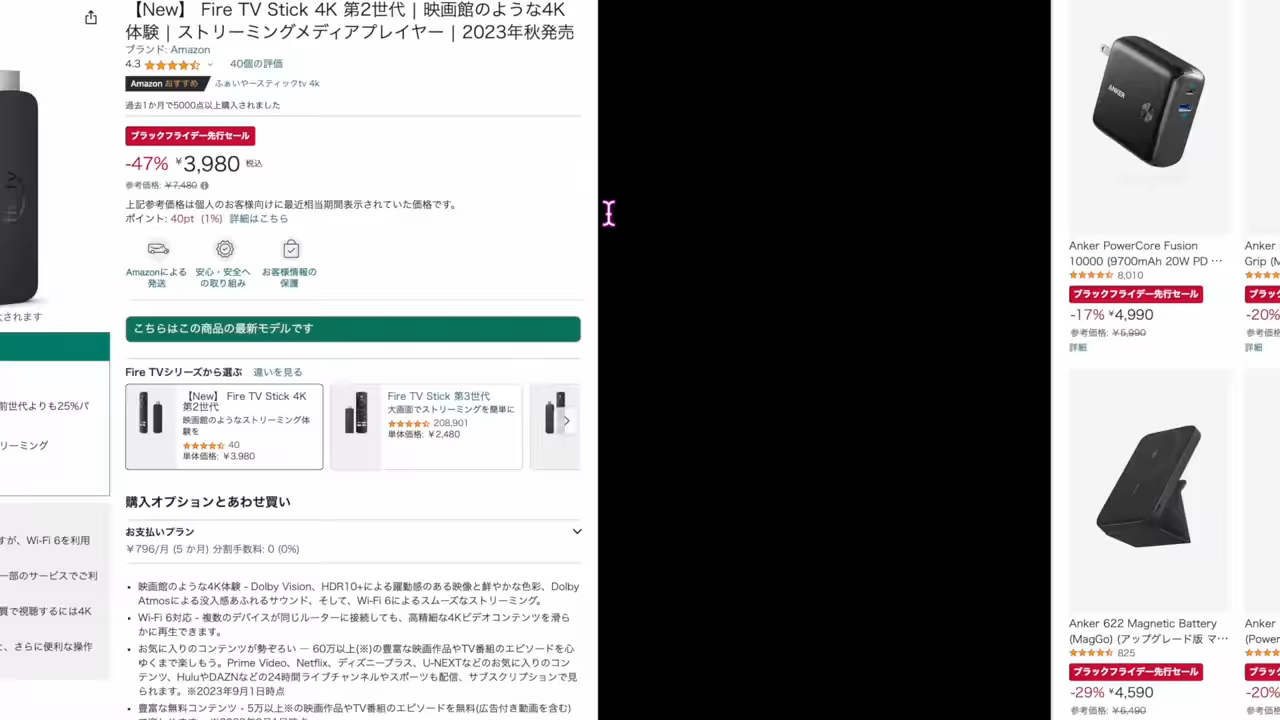 【New】 Fire TV Stick 4K 第2世代 | 映画館のような4K
体験 | ストリーミングメディアプレイヤー | 2023年秋発売
ブランド: Amazon
4.3
40個の評価
Amazon おすすめ
ふぁいやースティックtv 4k
過去1か月で5000点以上購入されました
ブラックフライデー先行セール
-47% ¥3,980 税込
参考価格: ¥7,480
上記参考価格は個人のお客様向けに最近相当期間表示されていた価格です。
ポイント: 40pt (1%) 詳細はこちら
Amazonによる
発送
安心・安全へ
の取り組み
お客様情報の
保護
されます
こちらはこの商品の最新モデルです
Fire TVシリーズから選ぶ 違いを見る
【New】 Fire TV Stick 4K
第2世代
映画館のようなストリーミング体
験を
40
単体価格: ¥3,980
Fire TV Stick 第3世代
大画面でストリーミングを簡単に
208,901
単体価格: ¥2,480
前世代よりも25%パ
リーミング
購入オプションとあわせ買い
お支払いプラン
¥796/月 (5 か月) 分割手数料: 0 (0%)
すが、Wi-Fi 6を利用
一部のサービスでご利
質で視聴するには4K
、さらに便利な操作
• 映画館のような4K体験 - Dolby Vision、HDR10+による躍動感のある映像と鮮やかな色彩、Dolby
Atmosによる没入感あふれるサウンド、そして、Wi-Fi 6によるスムーズなストリーミング。
• Wi-Fi 6対応 - 複数のデバイスが同じルーターに接続しても、高精細な4Kビデオコンテンツを滑ら
かに再生できます。
• お気に入りのコンテンツが勢ぞろい — 60万以上(※)の豊富な映画作品やTV番組のエピソードを心
ゆくまで楽しもう。Prime Video、Netflix、ディズニープラス、U-NEXTなどのお気に入りのコン
テンツ、HuluやDAZNなどの24時間ライブチャンネルやスポーツも配信、サブスクリプションで見
られます。※2023年9月1日時点
• 豊富な無料コンテンツ - 5万以上※の映画作品やTV番組のエピソードを無料(広告付き動画を含む)
ANKER
Anker PowerCore Fusion
10000 (9700mAh 20W PD …
8,010
ブラックフライデー先行セール
-17% ¥4,990
参考価格: ¥5,990
詳細
Anker
Grip (M
ブラッ
-20%
参考価格
詳細
Anker 622 Magnetic Battery
(MagGo) (アップグレード版 マ…
825
ブラックフライデー先行セール
-29% ¥4,590
参考価格: ¥6,490
Anker
(Power
ブラッ
-20%
参考価格